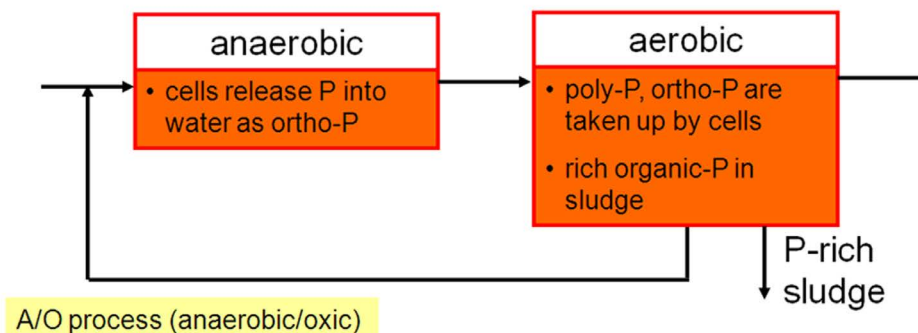 anaerobic
• cells release P into
water as ortho-P
aerobic
• poly-P, ortho-P are
taken up by cells
• rich organic-P in
sludge
P-rich
sludge
A/O process (anaerobic/oxic)